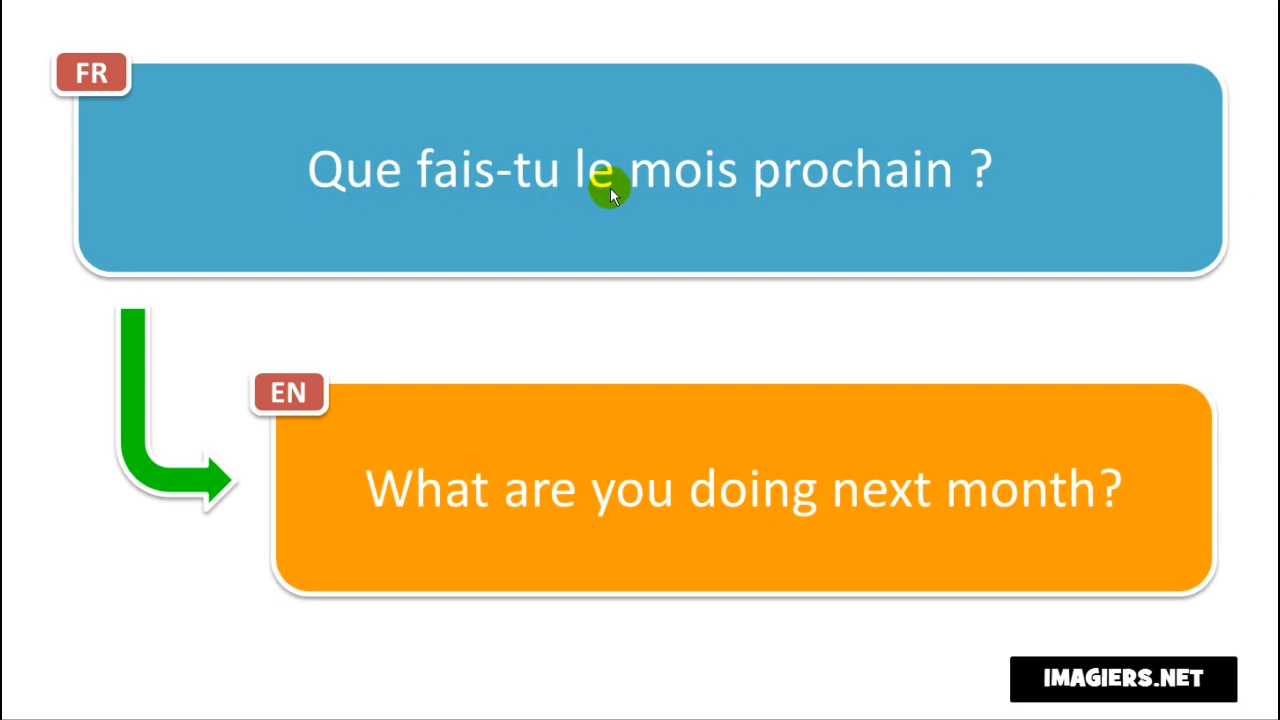 FR
Que fais-tu le mois prochain ?
EN
What are you doing next month?
IMAGIERS.NET